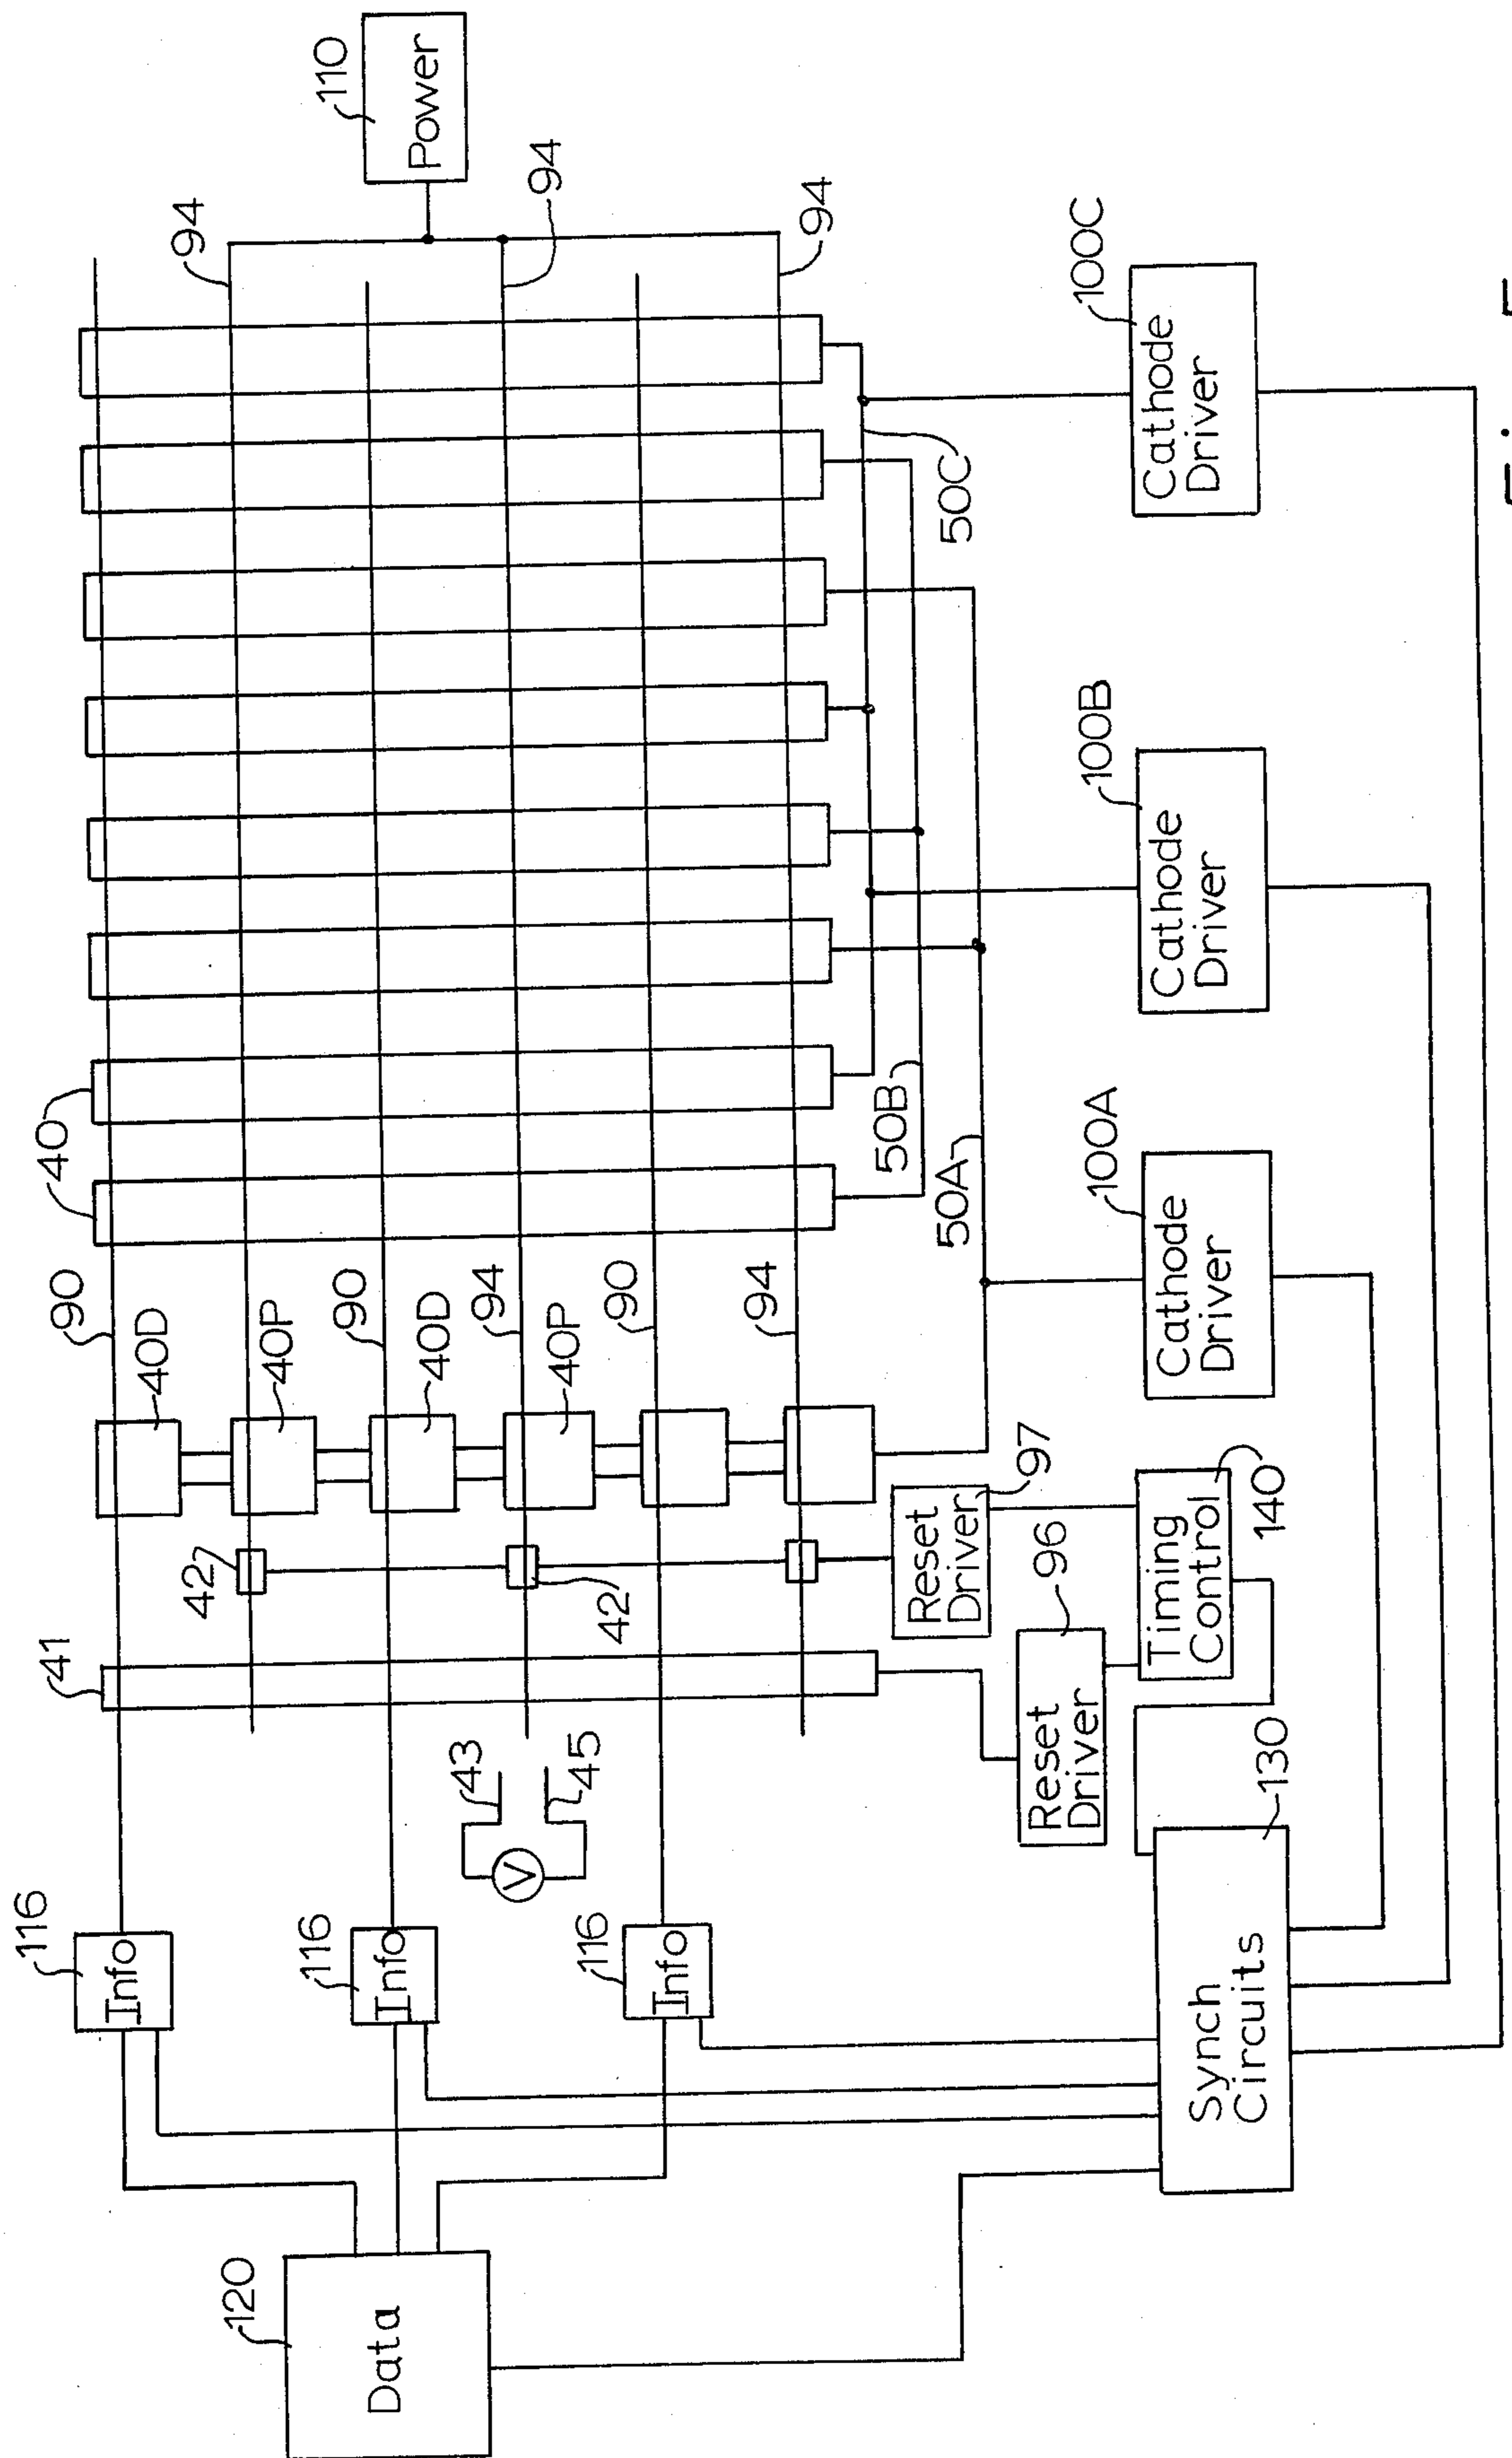 110
Power
94
94
94
100C
Cathode
Driver
50C
100B
Cathode
Driver
40
50B
50A
100A
Cathode
Driver
90
40D
40P
90
40D
94
40P
90
94
97
Reset
Driver
42
42
96
Reset
Driver
140
Timing
Control
41
43
45
V
130
Synch
Circuits
116
Info
116
Info
116
Info
120
Data